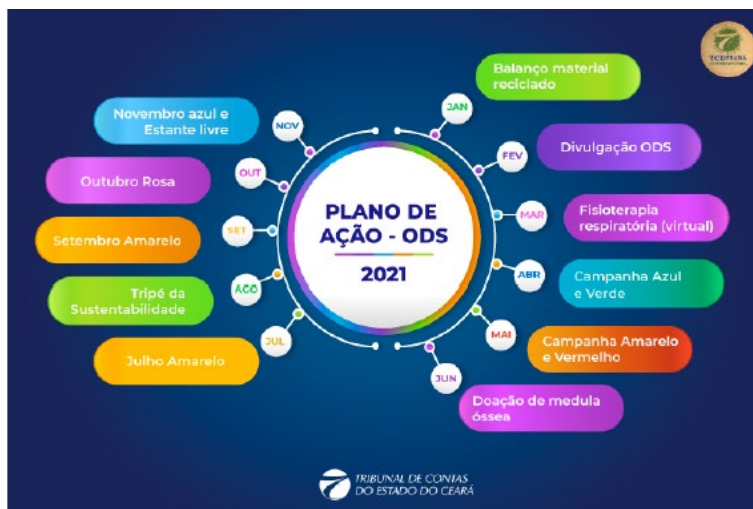 PLANO DE
AÇÃO - ODS
2021
JAN
Balanço material
reciclado
FEV
Divulgação ODS
MAR
Fisioterapia
respiratória (virtual)
ABR
Campanha Azul
e Verde
MAI
Campanha Amarelo
e Vermelho
JUN
Doação de medula
óssea
JUL
Julho Amarelo
AGO
Tripé da
Sustentabilidade
SET
Setembro Amarelo
OUT
Outubro Rosa
NOV
Novembro azul e
Estante livre
TRIBUNAL DE CONTAS
DO ESTADO DO CEARÁ